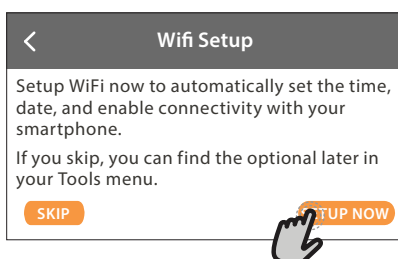 Wifi Setup
Setup WiFi now to automatically set the time,
date, and enable connectivity with your
smartphone.
If you skip, you can find the optional later in
your Tools menu.
SKIP
SETUP NOW